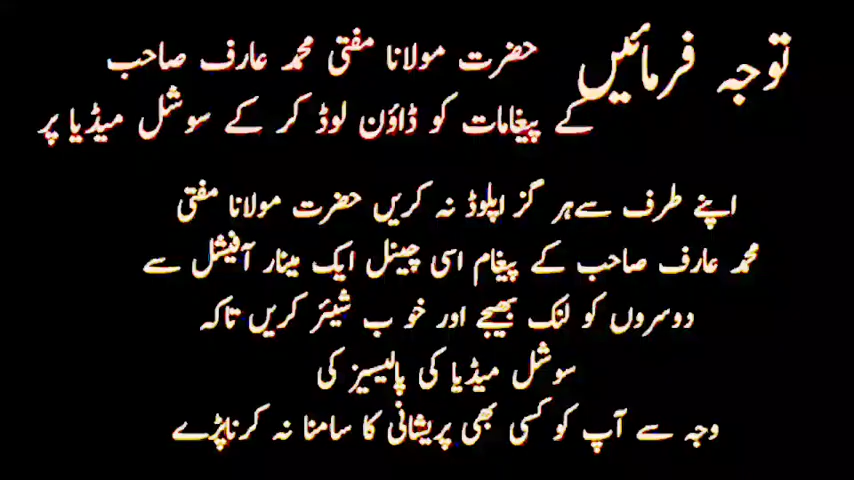 توجہ فرمائیں حضرت مولانا مفتی محمد عارف صاحب
کے پیغامات کو ڈاؤن لوڈ کر کے سوشل میڈیا پر
اپنے طرف سے ہر گز اپلوڈ نہ کریں حضرت مولانا مفتی
محمد عارف صاحب کے پیغام اسی چینل ایک مینار آفیشل سے
دوسروں کو لنک بھیجے اور خو ب شیئر کریں تاکہ
سوشل میڈیا کی پالیسیز کی
وجہ سے آپ کو کسی بھی پریشانی کا سامنا نہ کرناپڑے